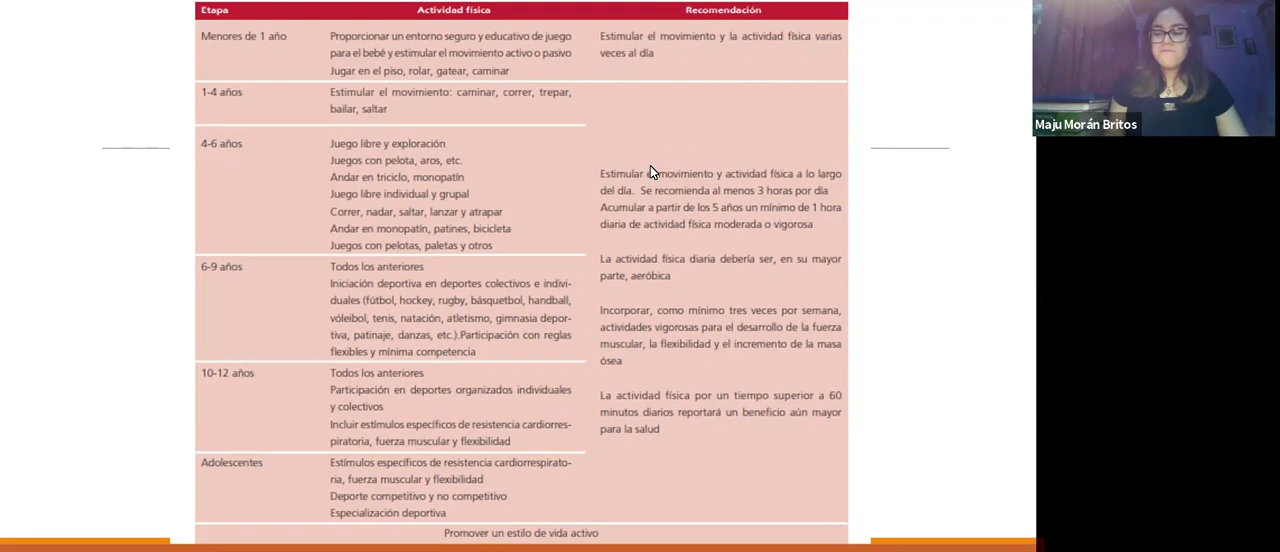 Etapa Actividad física Recomendación
Menores de 1 año
Proporcionar un entorno seguro y educativo de juego
para el bebé y estimular el movimiento activo o pasivo
Jugar en el piso, rolar, gatear, caminar
Estimular el movimiento y la actividad física varias
veces al día
1-4 años
Estimular el movimiento: caminar, correr, trepar,
bailar, saltar
4-6 años
Juego libre y exploración
Juegos con pelota, aros, etc.
Andar en triciclo, monopatín
Juego libre individual y grupal
Correr, nadar, saltar, lanzar y atrapar
Andar en monopatín, patines, bicicleta
Juegos con pelotas, paletas y otros
6-9 años
Todos los anteriores
Iniciación deportiva en deportes colectivos e indivi-
duales (fútbol, hockey, rugby, básquetbol, handball,
vóleibol, tenis, natación, atletismo, gimnasia depor-
tiva, patinaje, danzas, etc.).Participación con reglas
flexibles y mínima competencia
10-12 años
Todos los anteriores
Participación en deportes organizados individuales
y colectivos
Incluir estímulos específicos de resistencia cardiorres-
piratoria, fuerza muscular y flexibilidad
Adolescentes
Estímulos específicos de resistencia cardiorrespirato-
ria, fuerza muscular y flexibilidad
Deporte competitivo y no competitivo
Especialización deportiva
Estimular movimiento y actividad física a lo largo
del día. Se recomienda al menos 3 horas por día
Acumular a partir de los 5 años un mínimo de 1 hora
diaria de actividad física moderada o vigorosa
La actividad física diaria debería ser, en su mayor
parte, aeróbica
Incorporar, como mínimo tres veces por semana,
actividades vigorosas para el desarrollo de la fuerza
muscular, la flexibilidad y el incremento de la masa
ósea
La actividad física por un tiempo superior a 60
minutos diarios reportará un beneficio aún mayor
para la salud
Promover un estilo de vida activo
Maju Morán Britos